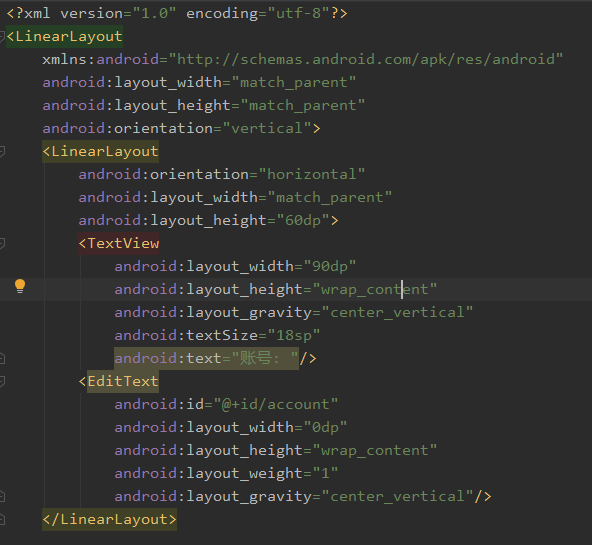 <?xml version="1.0" encoding="utf-8"?>
<LinearLayout
    xmlns:android="http://schemas.android.com/apk/res/android"
    android:layout_width="match_parent"
    android:layout_height="match_parent"
    android:orientation="vertical">
    <LinearLayout
        android:orientation="horizontal"
        android:layout_width="match_parent"
        android:layout_height="60dp">
        <TextView
            android:layout_width="90dp"
            android:layout_height="wrap_content"
            android:layout_gravity="center_vertical"
            android:textSize="18sp"
            android:text="账号："/>
        <EditText
            android:id="@+id/account"
            android:layout_width="0dp"
            android:layout_height="wrap_content"
            android:layout_weight="1"
            android:layout_gravity="center_vertical"/>
    </LinearLayout>